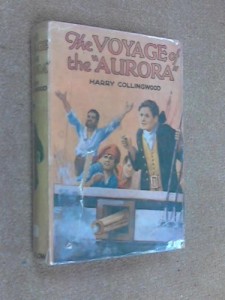 The VOYAGE of
the "AURORA"
HARRY COLLINGWOOD